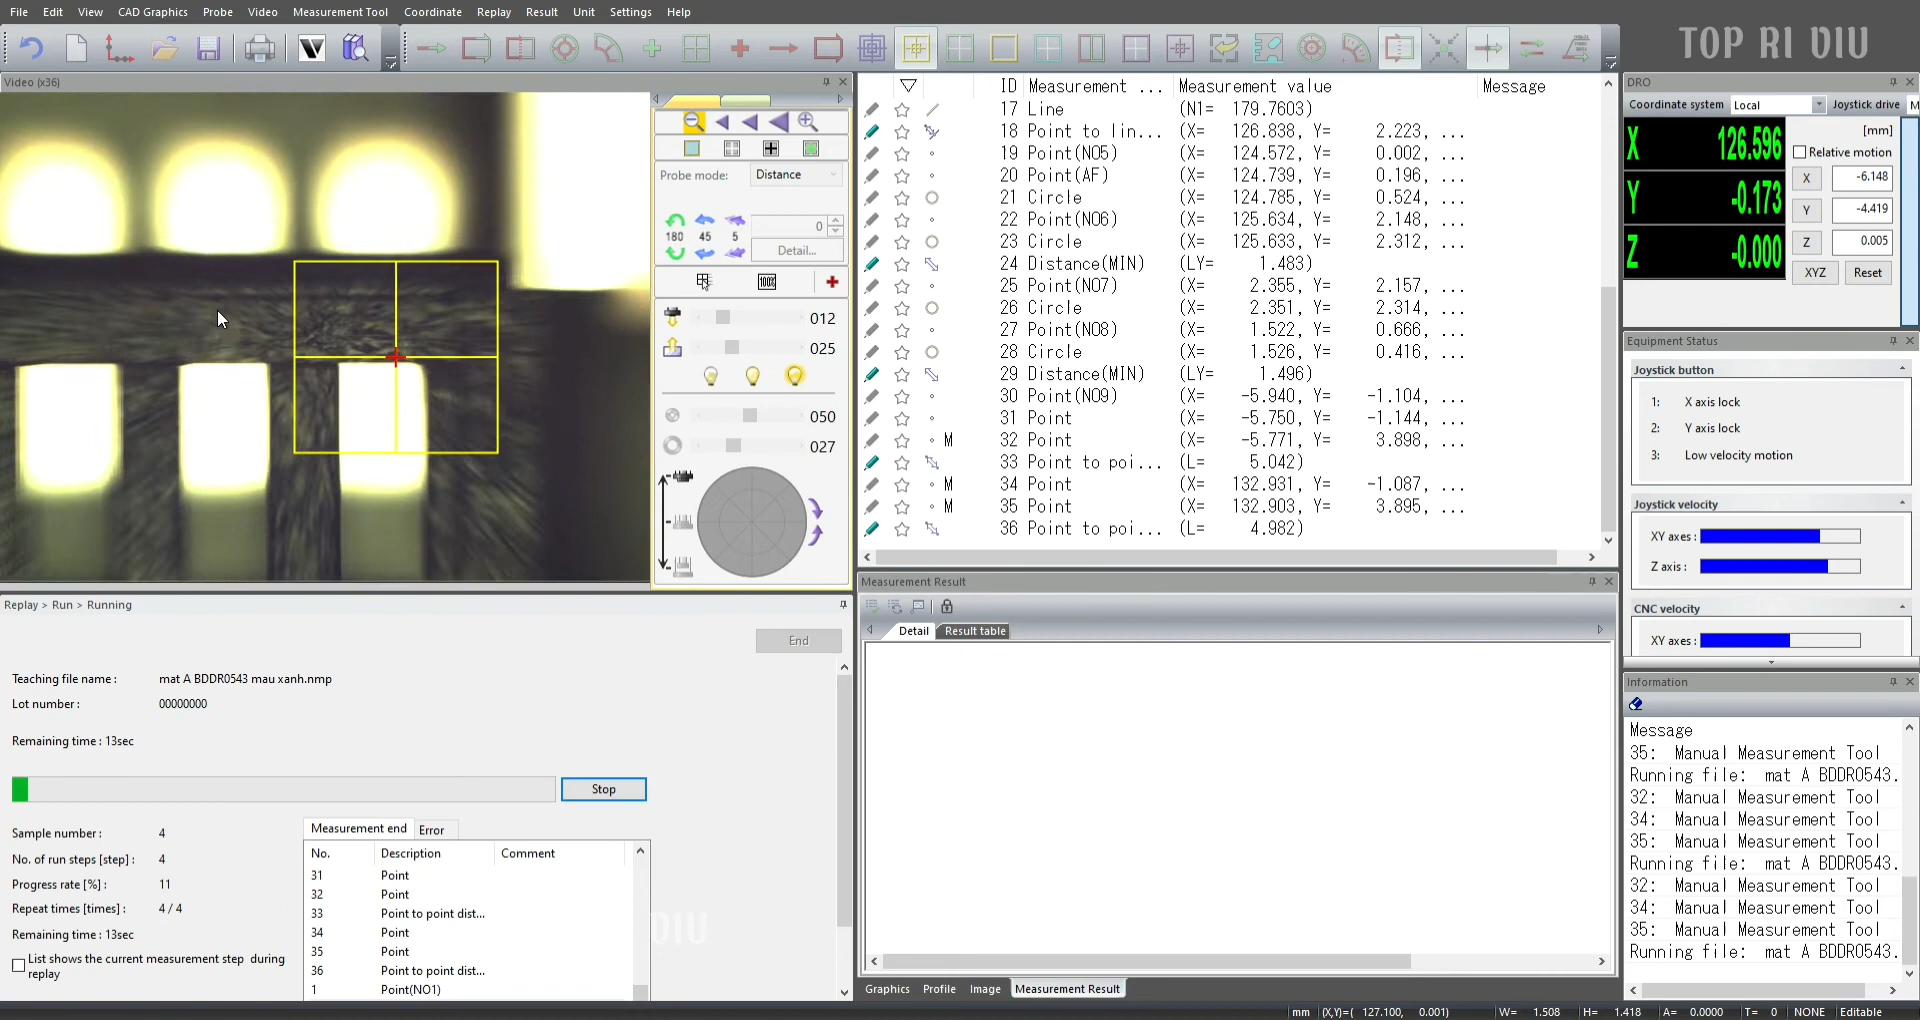 File Edit View CAD Graphics Probe Video Measurement Tool Coordinate Replay Result Unit Settings Help
TOP RI VIU
Video (x36)
Probe mode: Distance
180 45 5
0
Detail...
100%
012
025
050
027
ID Measurement ... Measurement value Message
17 Line (N1= 179.7603)
18 Point to lin... (X= 126.838, Y= 2.223, ...
19 Point(NO5) (X= 124.572, Y= 0.002, ...
20 Point(AF) (X= 124.739, Y= 0.196, ...
21 Circle (X= 124.785, Y= 0.524, ...
22 Point(NO6) (X= 125.634, Y= 2.148, ...
23 Circle (X= 125.633, Y= 2.312, ...
24 Distance(MIN) (LY= 1.483)
25 Point(NO7) (X= 2.355, Y= 2.157, ...
26 Circle (X= 2.351, Y= 2.314, ...
27 Point(NO8) (X= 1.522, Y= 0.666, ...
28 Circle (X= 1.526, Y= 0.416, ...
29 Distance(MIN) (LY= 1.496)
30 Point(NO9) (X= -5.940, Y= -1.104, ...
31 Point (X= -5.750, Y= -1.144, ...
M 32 Point (X= -5.771, Y= 3.898, ...
33 Point to poi... (L= 5.042)
M 34 Point (X= 132.931, Y= -1.087, ...
M 35 Point (X= 132.903, Y= 3.895, ...
36 Point to poi... (L= 4.982)
DRO
Coordinate system Local Joystick drive M
X 126.596
Y -0.173
Z -0.000
[mm]
Relative motion
X -6.148
Y -4.419
Z 0.005
XYZ Reset
Equipment Status
Joystick button
1: X axis lock
2: Y axis lock
3: Low velocity motion
Joystick velocity
XY axes :
Z axis :
CNC velocity
XY axes :
Replay > Run > Running
End
Teaching file name : mat A BDDR0543 mau xanh.nmp
Lot number : 00000000
Remaining time : 13sec
Stop
Sample number : 4
No. of run steps [step] : 4
Progress rate [%] : 11
Repeat times [times] : 4 / 4
Remaining time : 13sec
List shows the current measurement step during
replay
Measurement end Error
No. Description Comment
31 Point
32 Point
33 Point to point dist...
34 Point
35 Point
36 Point to point dist...
1 Point(NO1)
VIU
Measurement Result
Detail Result table
Graphics Profile Image Measurement Result
Information
Message
35: Manual Measurement Tool
Running file: mat A BDDR0543.
32: Manual Measurement Tool
34: Manual Measurement Tool
35: Manual Measurement Tool
Running file: mat A BDDR0543.
32: Manual Measurement Tool
34: Manual Measurement Tool
35: Manual Measurement Tool
Running file: mat A BDDR0543.
mm (X,Y)=( 127.100, 0.001) W= 1.508 H= 1.418 A= 0.0000 T= 0 NONE Editable